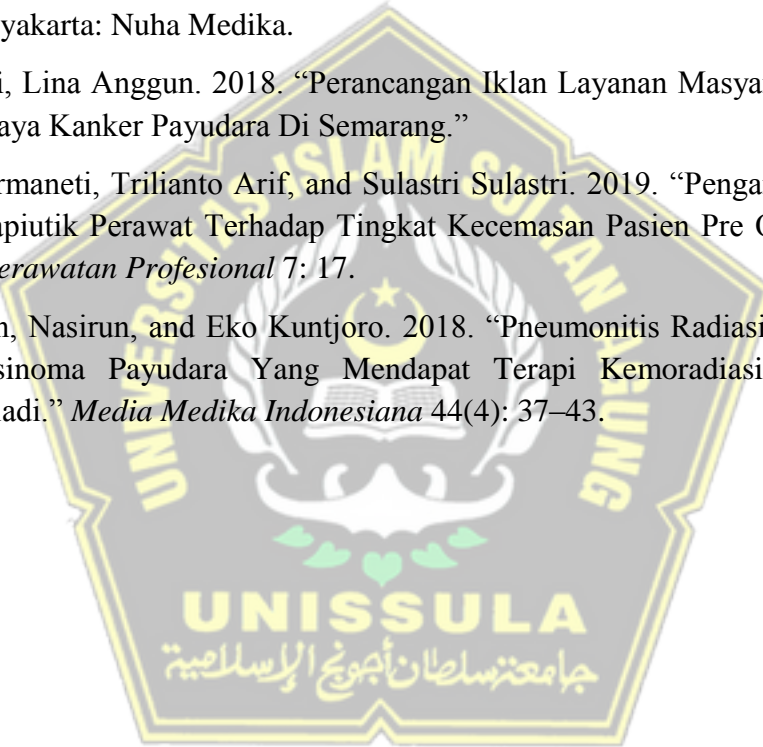 yakarta: Nuha Medika.
i, Lina Anggun. 2018. “Perancangan Iklan Layanan Masya
aya Kanker Payudara Di Semarang.”
rmaneti, Trilianto Arif, and Sulastri Sulastri. 2019. “Penga
apiutik Perawat Terhadap Tingkat Kecemasan Pasien Pre
erawatan Profesional 7: 17.
n, Nasirun, and Eko Kuntjoro. 2018. “Pneumonitis Radiasi
sinoma Payudara Yang Mendapat Terapi Kemoradiasi
adi.” Media Medika Indonesiana 44(4): 37–43.
UNIVERSITAS ISLAM SULTAN AGUNG
UNISSULA
جامعتسلطان أجونج الإسلامية